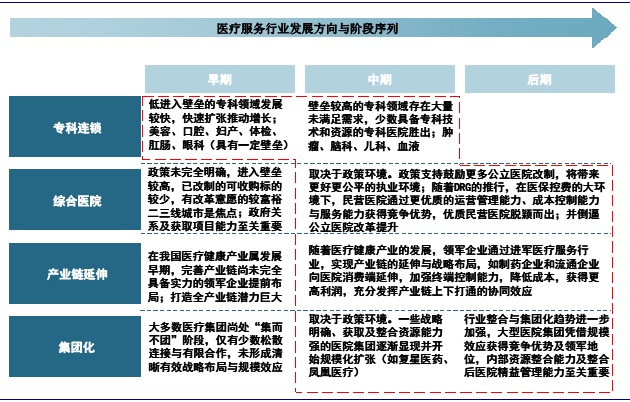 医疗服务行业发展方向与阶段序列
早期
中期
后期
专科连锁
低进入壁垒的专科领域发展
较快，快速扩张推动增长；
美容、口腔、妇产、体检、
肛肠、眼科（具有一定壁垒）
壁垒较高的专科领域存在大量
未满足需求，少数具备专科技
术和资源的专科医院胜出；肿
瘤、脑科、儿科、血液
综合医院
政策未完全明确，进入壁垒
较高，已改制的可收购标的
较少，有改革意愿的较富裕
二三线城市是焦点；政府关
系及获取项目能力至关重要
取决于政策环境。政策支持鼓励更多公立医院改制，将带来
更好更公平的执业环境；随着DRG的推行，在医保控费的大环
境下，民营医院通过更优质的运营管理能力、成本控制能力
与服务能力获得竞争优势，优质民营医院脱颖而出；并倒逼
公立医院改革提升
产业链延伸
在我国医疗健康产业属发展
早期，完善产业链尚未完全
具备实力的领军企业提前布
局；打造全产业链潜力巨大
随着医疗健康产业的发展，领军企业通过进军医疗服务行
业，实现产业链的延伸与战略布局，如制药企业和流通企业
向医院消费端延伸，加强终端控制能力，降低成本，获得更
高利润，充分发挥产业链上下打通的协同效应
集团化
大多数医疗集团尚处“集而
不团”阶段，仅有少数松散
连接与有限合作，未形成清
晰有效战略布局与规模效应
取决于政策环境。一些战略
明确、获取及整合资源能力
强的医院集团逐渐显现并开
始规模化扩张（如复星医药、
凤凰医疗）
行业整合与集团化趋势进一步
加强，大型医院集团凭借规模
效应获得竞争优势及领军地
位，内部资源整合能力及整合
后医院精益管理能力至关重要